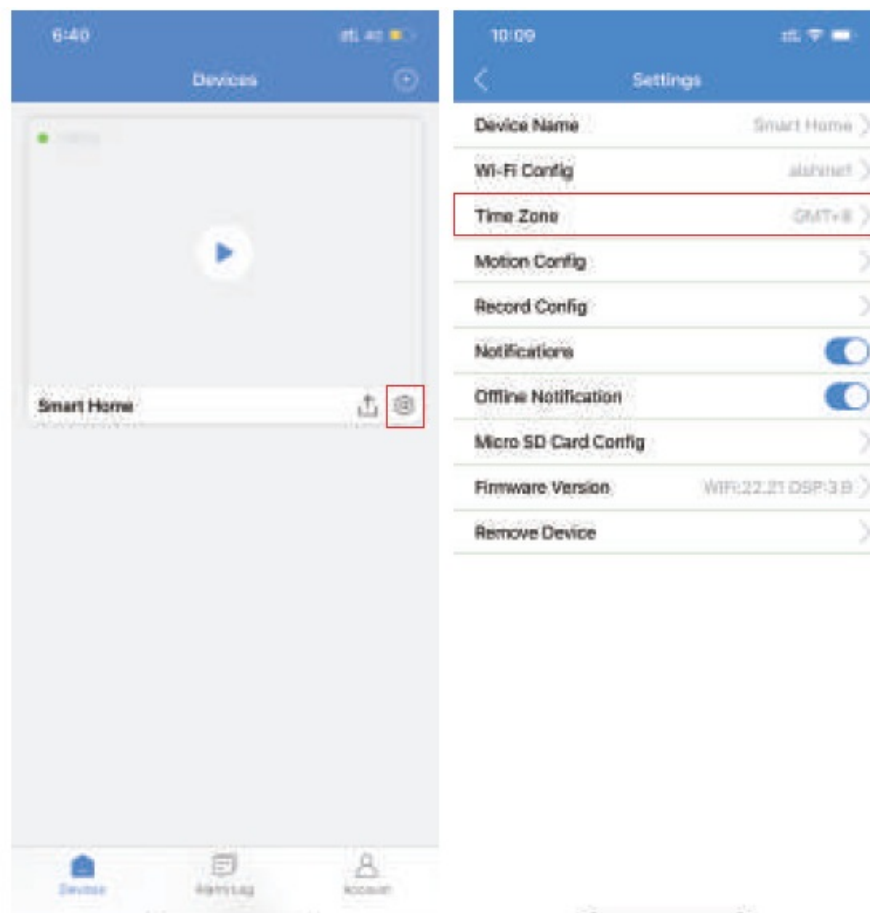 6:40
Devices
Smart Home
Devices
Alarm Log
Account
10:09
Settings
Device Name
Smart Home
Wi-Fi Config
Time Zone
GMT+8
Motion Config
Record Config
Notifications
Offline Notification
Micro SD Card Config
Firmware Version
Remove Device